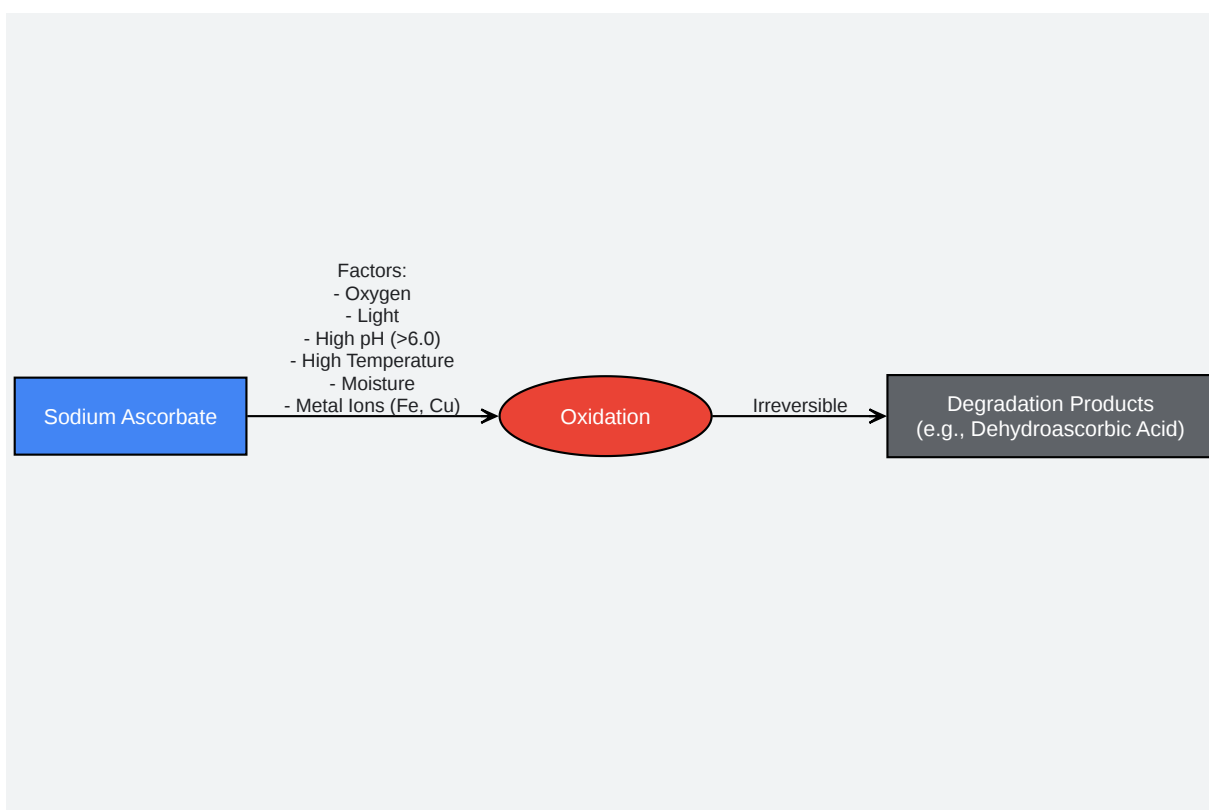 Factors:
- Oxygen
- Light
- High pH (>6.0)
- High Temperature
- Moisture
- Metal Ions (Fe, Cu)
Sodium Ascorbate
Oxidation
Irreversible
Degradation Products
(e.g., Dehydroascorbic Acid)